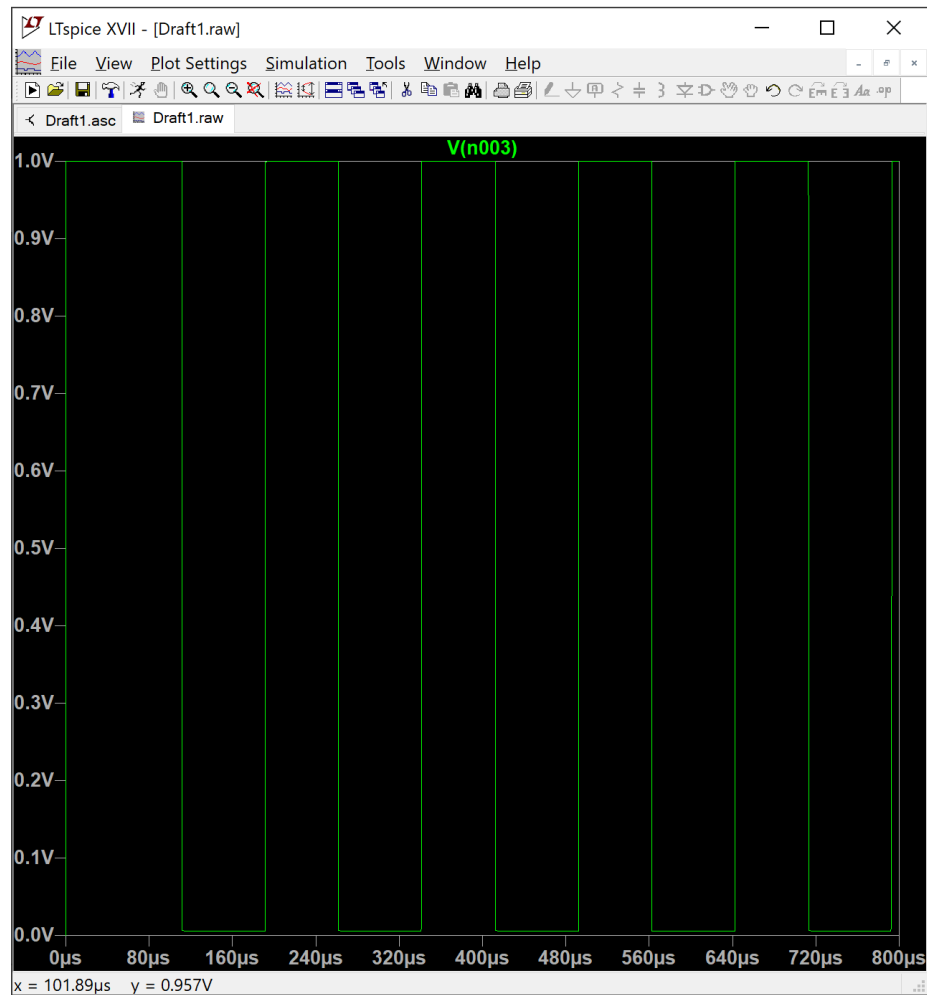 LTspice XVII - [Draft1.raw]
File View Plot Settings Simulation Tools Window Help
Draft1.asc Draft1.raw
V(n003)
1.0V
0.9V
0.8V
0.7V
0.6V
0.5V
0.4V
0.3V
0.2V
0.1V
0.0V
0µs 80µs 160µs 240µs 320µs 400µs 480µs 560µs 640µs 720µs 800µs
x = 101.89µs y = 0.957V